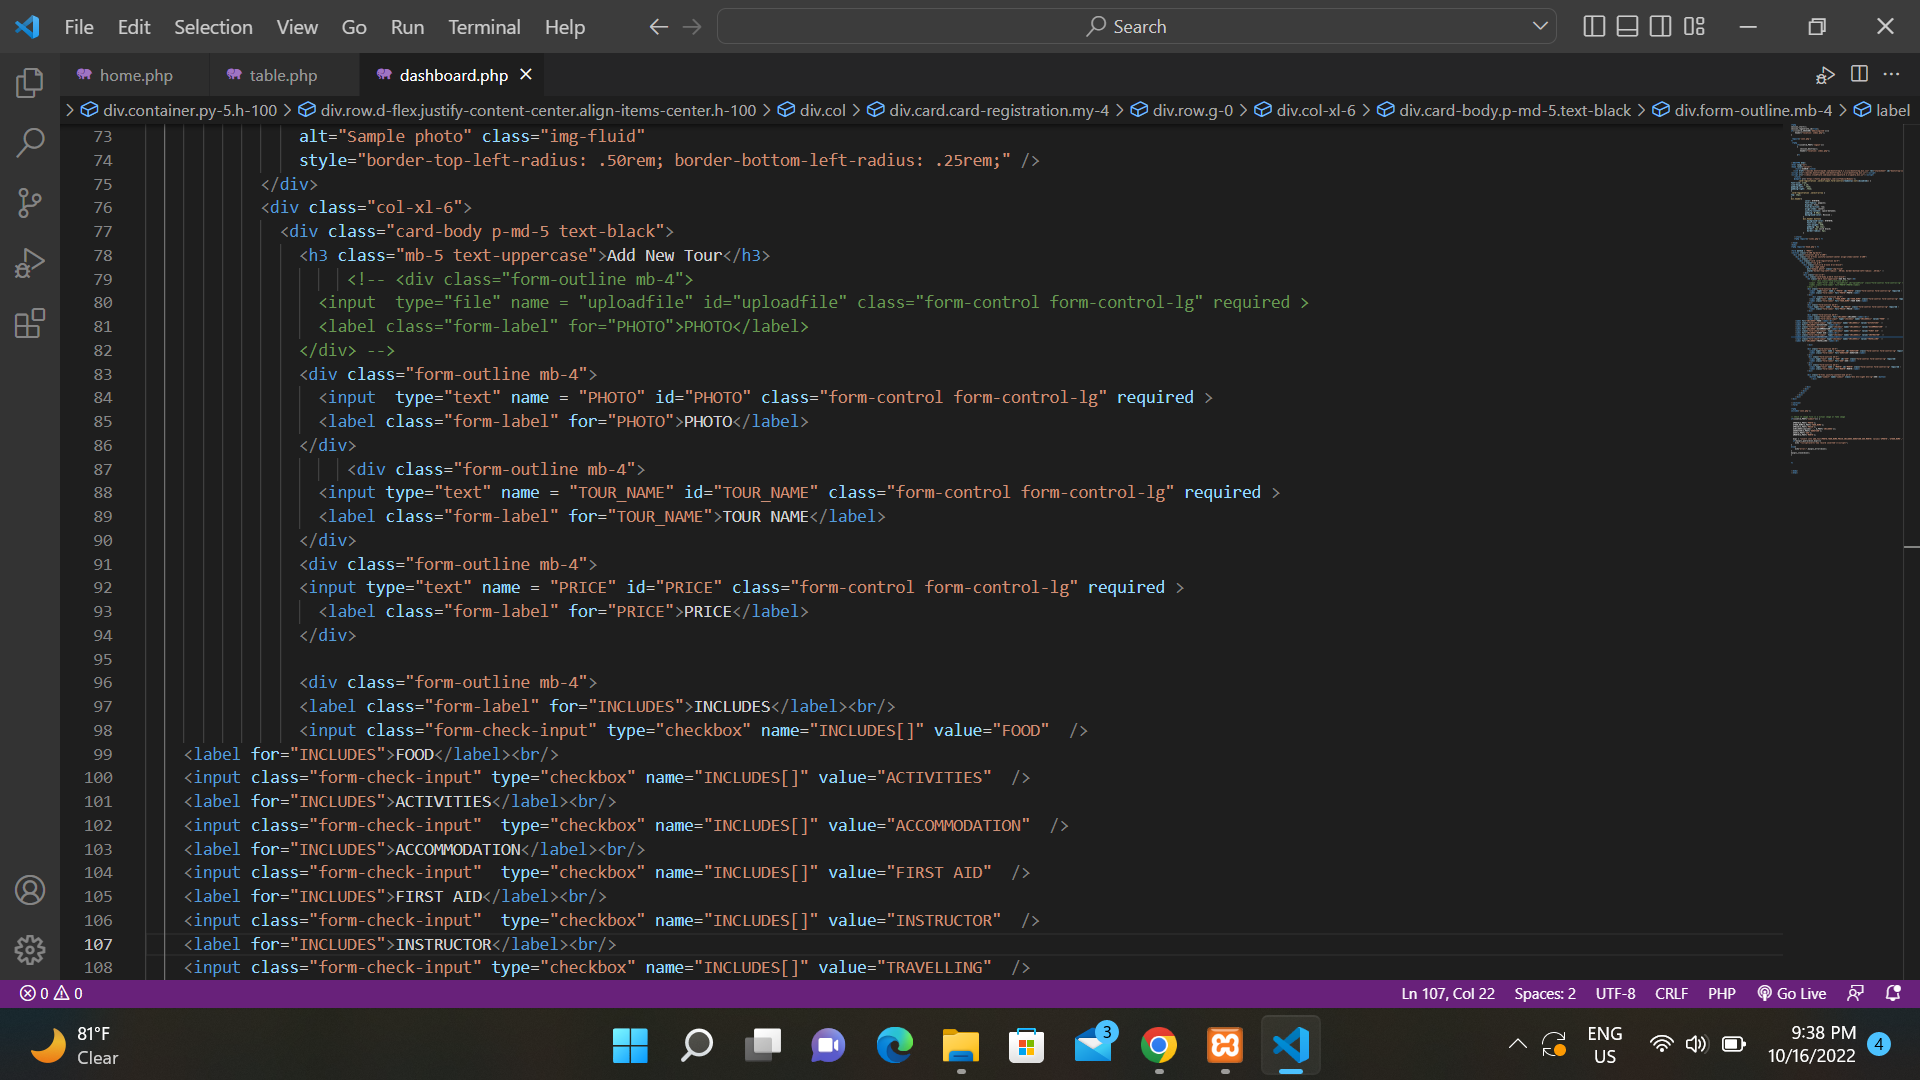 File Edit Selection View Go Run Terminal Help
Search
home.php table.php dashboard.php
div.container.py-5.h-100 > div.row.d-flex.justify-content-center.align-items-center.h-100 > div.col > div.card.card-registration.my-4 > div.row.g-0 > div.col-xl-6 > div.card-body.p-md-5.text-black > div.form-outline.mb-4 > label
73 alt="Sample photo" class="img-fluid"
74 style="border-top-left-radius: .50rem; border-bottom-left-radius: .25rem;" />
75 </div>
76 <div class="col-xl-6">
77 <div class="card-body p-md-5 text-black">
78 <h3 class="mb-5 text-uppercase">Add New Tour</h3>
79 <!-- <div class="form-outline mb-4">
80 <input  type="file" name = "uploadfile" id="uploadfile" class="form-control form-control-lg" required >
81 <label class="form-label" for="PHOTO">PHOTO</label>
82 </div> -->
83 <div class="form-outline mb-4">
84 <input  type="text" name = "PHOTO" id="PHOTO" class="form-control form-control-lg" required >
85 <label class="form-label" for="PHOTO">PHOTO</label>
86 </div>
87 <div class="form-outline mb-4">
88 <input type="text" name = "TOUR_NAME" id="TOUR_NAME" class="form-control form-control-lg" required >
89 <label class="form-label" for="TOUR_NAME">TOUR NAME</label>
90 </div>
91 <div class="form-outline mb-4">
92 <input type="text" name = "PRICE" id="PRICE" class="form-control form-control-lg" required >
93 <label class="form-label" for="PRICE">PRICE</label>
94 </div>
95
96 <div class="form-outline mb-4">
97 <label class="form-label" for="INCLUDES">INCLUDES</label><br/>
98 <input class="form-check-input" type="checkbox" name="INCLUDES[]" value="FOOD"  />
99 <label for="INCLUDES">FOOD</label><br/>
100 <input class="form-check-input" type="checkbox" name="INCLUDES[]" value="ACTIVITIES"  />
101 <label for="INCLUDES">ACTIVITIES</label><br/>
102 <input class="form-check-input"  type="checkbox" name="INCLUDES[]" value="ACCOMMODATION"  />
103 <label for="INCLUDES">ACCOMMODATION</label><br/>
104 <input class="form-check-input"  type="checkbox" name="INCLUDES[]" value="FIRST AID"  />
105 <label for="INCLUDES">FIRST AID</label><br/>
106 <input class="form-check-input"  type="checkbox" name="INCLUDES[]" value="INSTRUCTOR"  />
107 <label for="INCLUDES">INSTRUCTOR</label><br/>
108 <input class="form-check-input" type="checkbox" name="INCLUDES[]" value="TRAVELLING"  />
0 0 Ln 107, Col 22 Spaces: 2 UTF-8 CRLF PHP Go Live
81°F
Clear
3
ENG
US
9:38 PM
10/16/2022
4